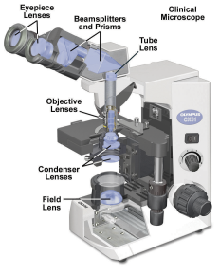 Eyepiece
Lenses
Beamsplitters
and Prisms
Clinical
Microscope
Tube
Lens
Objective
Lenses
OLYMPUS
Condenser
Lenses
Field
Lens